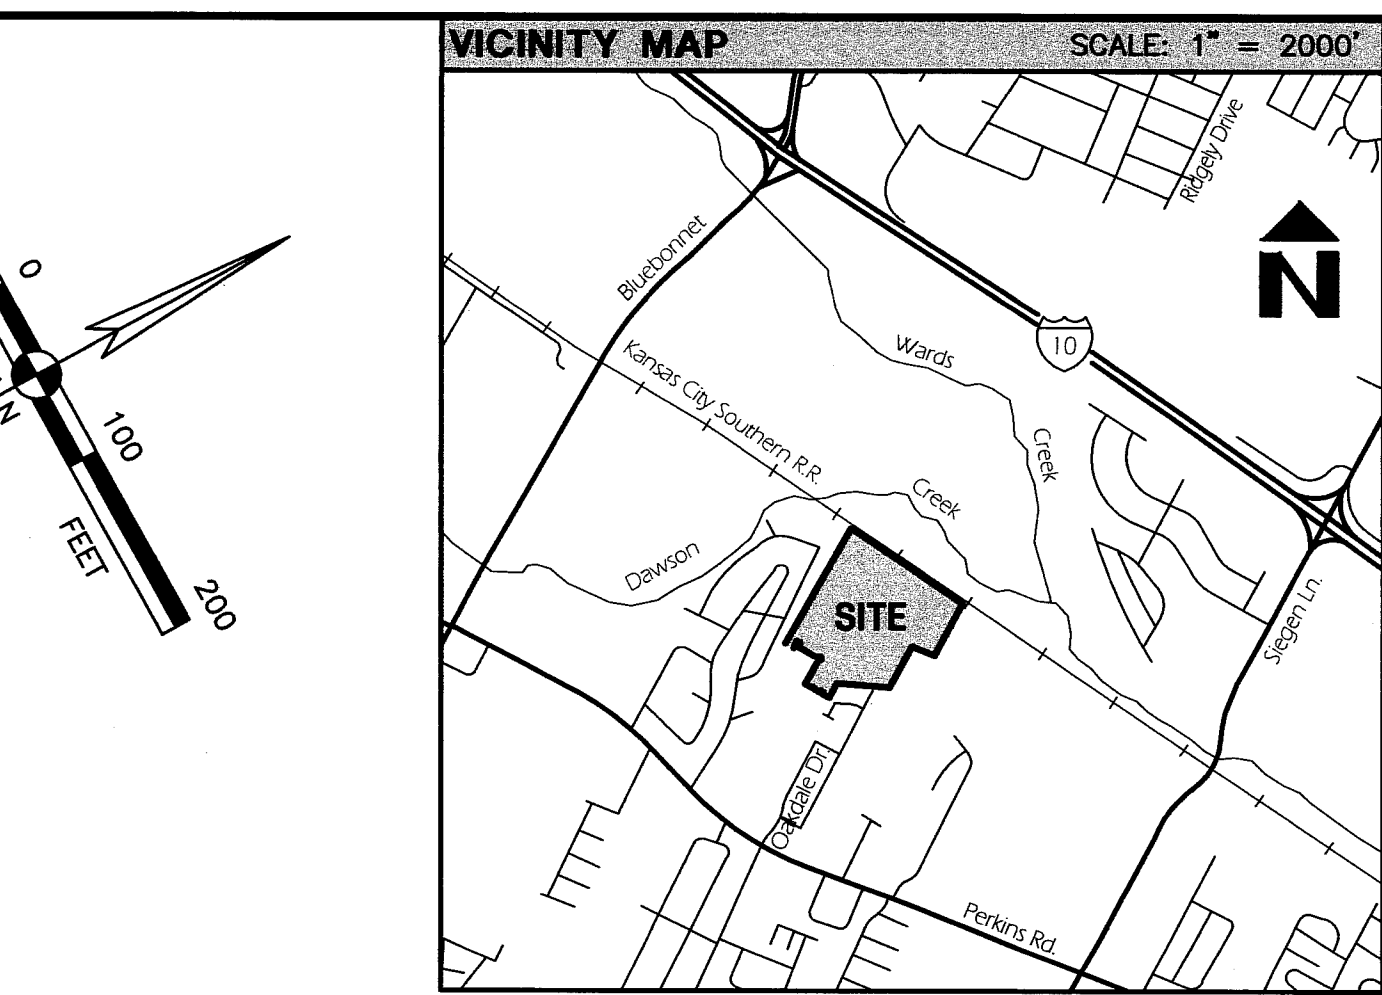 VICINITY MAP SCALE: 1" = 2000'
Ridgely Drive
N
Bluebonnet
0
100
200
FEET
N
Wards
Creek
10
Kansas City Southern R.R.
Creek
Dawson
SITE
Siegen Ln.
Oakdale Dr.
Perkins Rd.